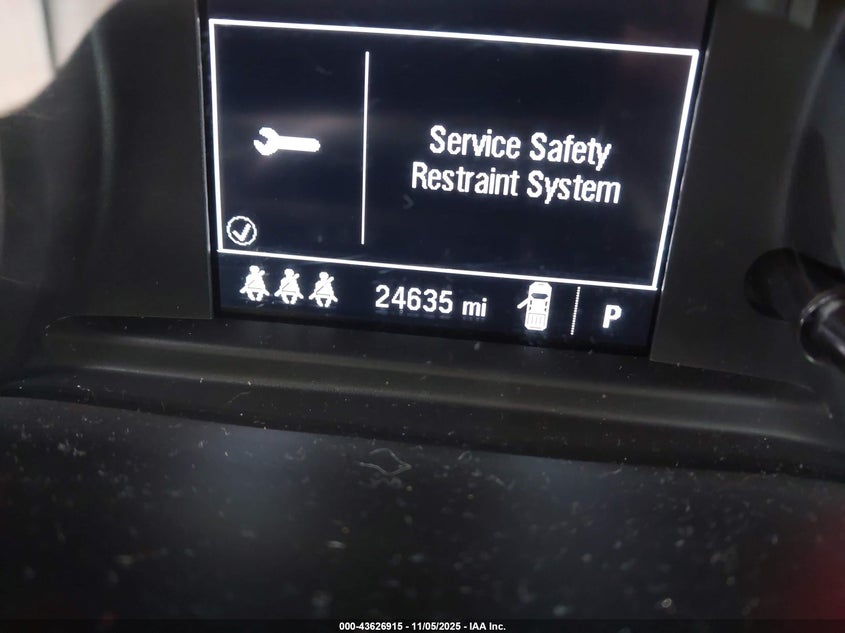 Service Safety
Restraint System
24635 mi
P
000-43626915 - 11/05/2025 - IAA Inc.